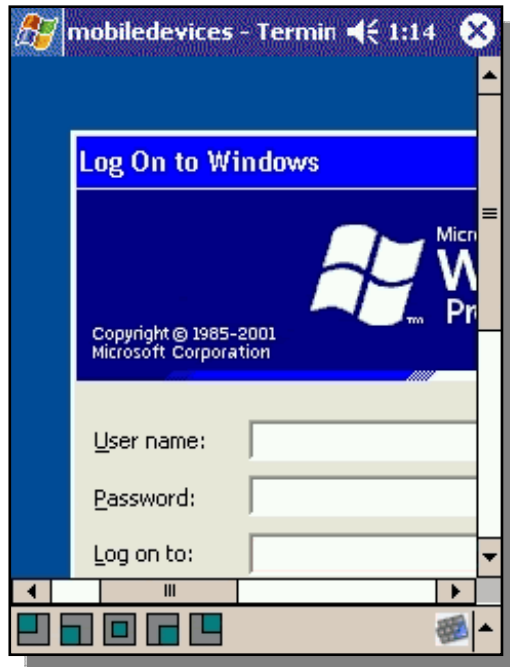 mobiledevices - Termin 1:14
Log On to Windows
Micr
W
Pr
™
Copyright © 1985-2001
Microsoft Corporation
User name:
Password:
Log on to: